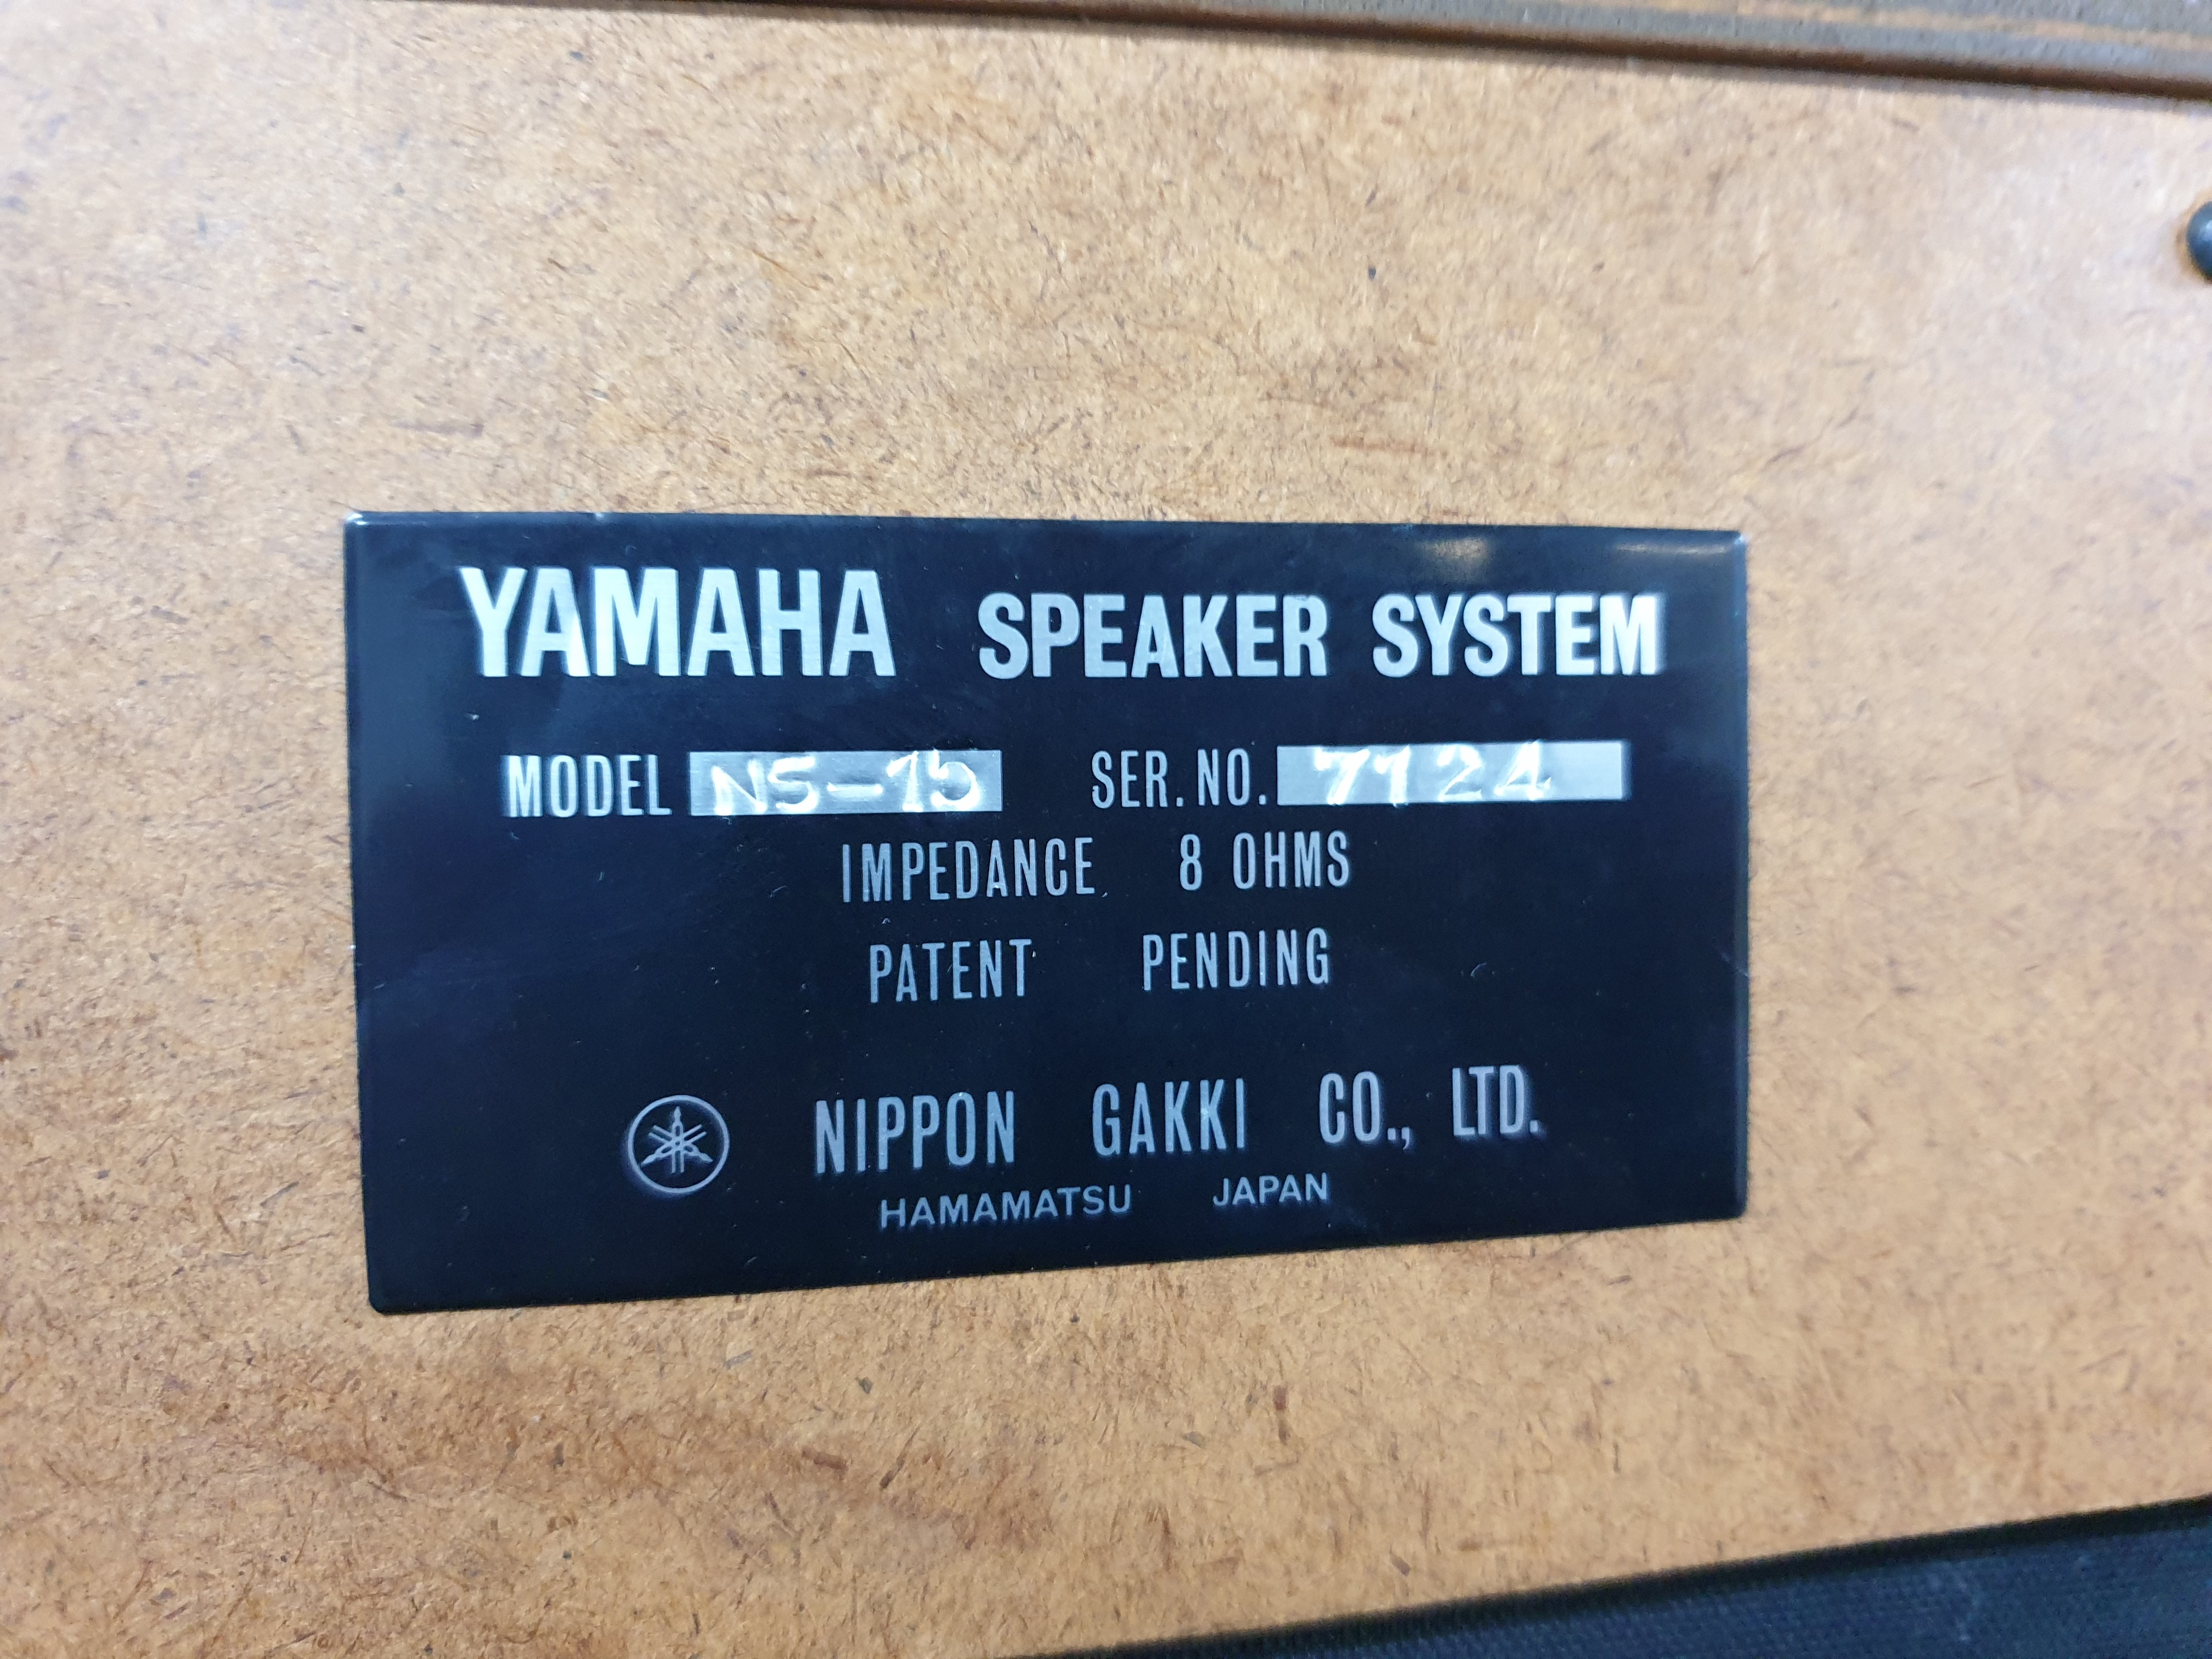 YAMAHA SPEAKER SYSTEM
MODEL NS-15 SER. NO. 7124
IMPEDANCE 8 OHMS
PATENT PENDING
NIPPON GAKKI CO., LTD.
HAMAMATSU JAPAN